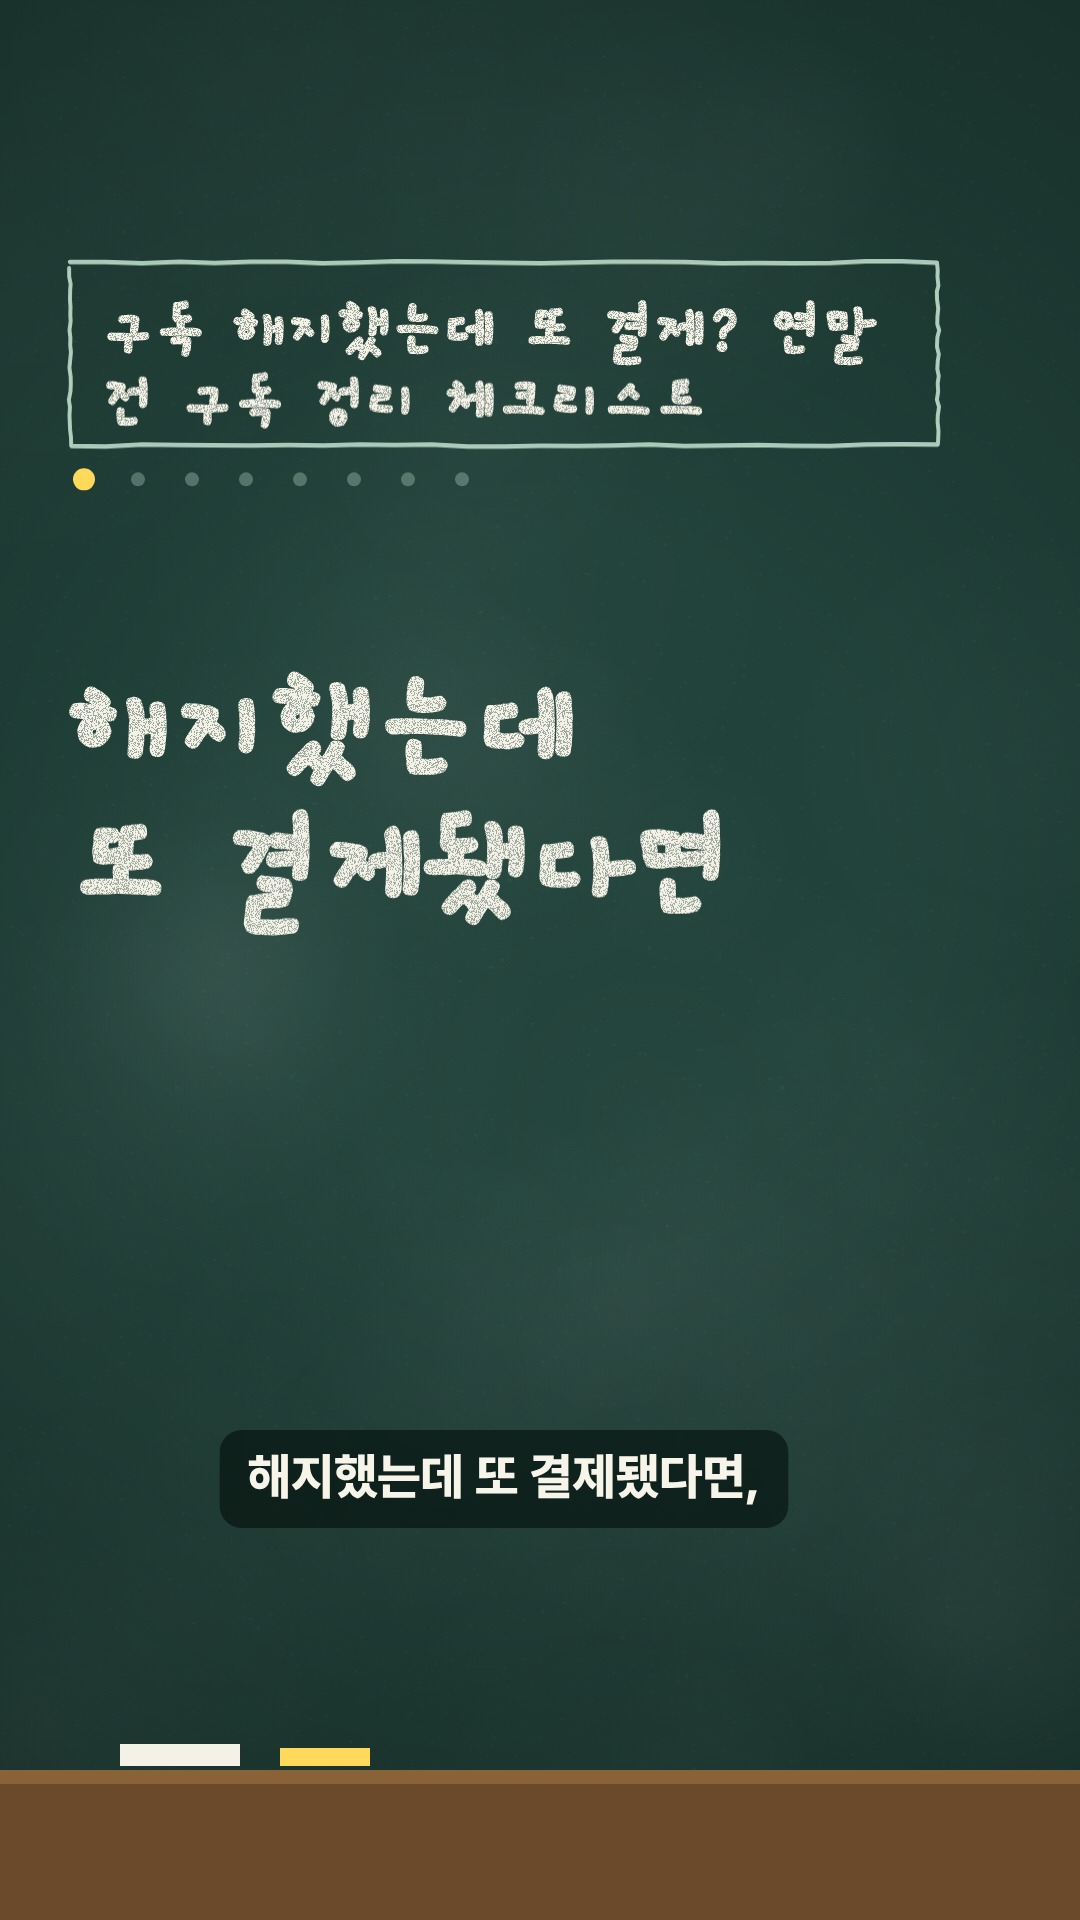 구독 해지했는데 또 결제? 연말
전 구독 정리 체크리스트
해지했는데
또 결제됐다면
해지했는데 또 결제됐다면,